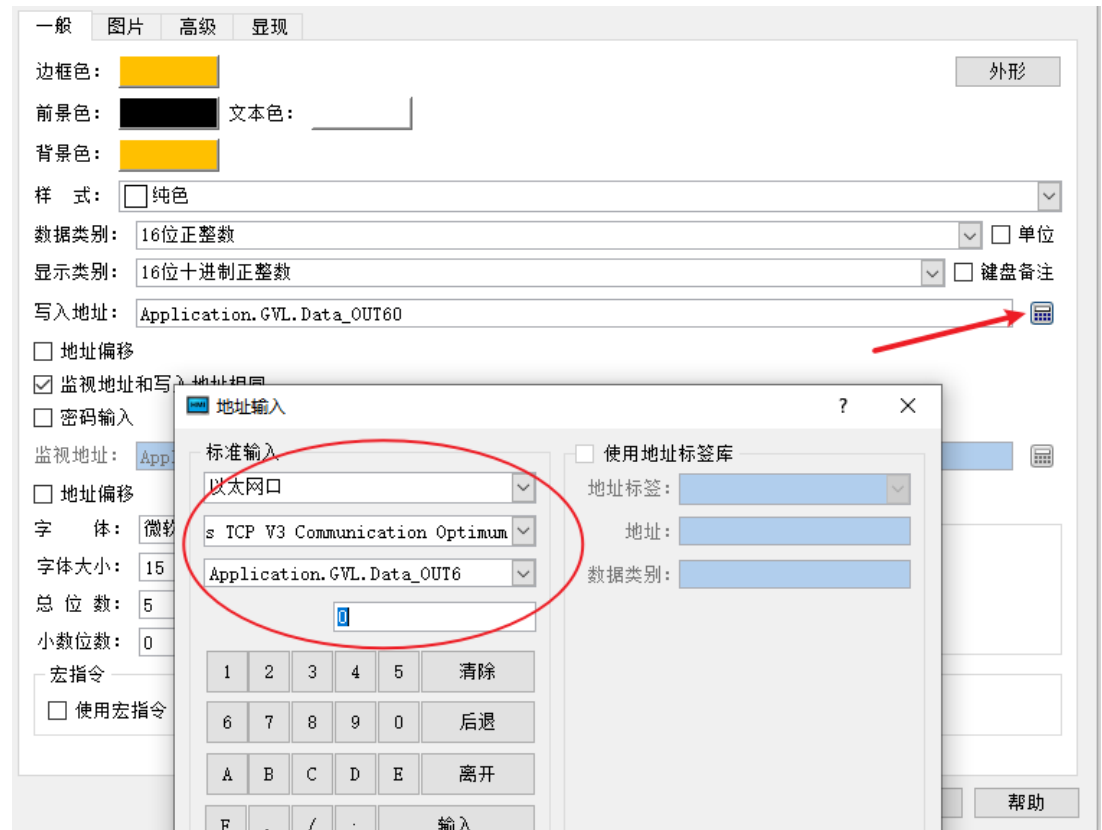 一般 图片 高级 显现
边框色: 外形
前景色: 文本色:
背景色:
样 式: 纯色
数据类别: 16位正整数 单位
显示类别: 16位十进制正整数 键盘备注
写入地址: Application.GVL.Data_OUT60
地址偏移
监视地址和写入地址相同
密码输入
监视地址: App
地址偏移
字 体: 微软
字体大小: 15
总 位 数: 5
小数位数: 0
宏指令
使用宏指令
地址输入 ?
标准输入
以太网口
s TCP V3 Communication Optimum
Application.GVL.Data_OUT6
0
1 2 3 4 5 清除
6 7 8 9 0 后退
A B C D E 离开
F . / : 输入
使用地址标签库
地址标签:
地址:
数据类别:
帮助